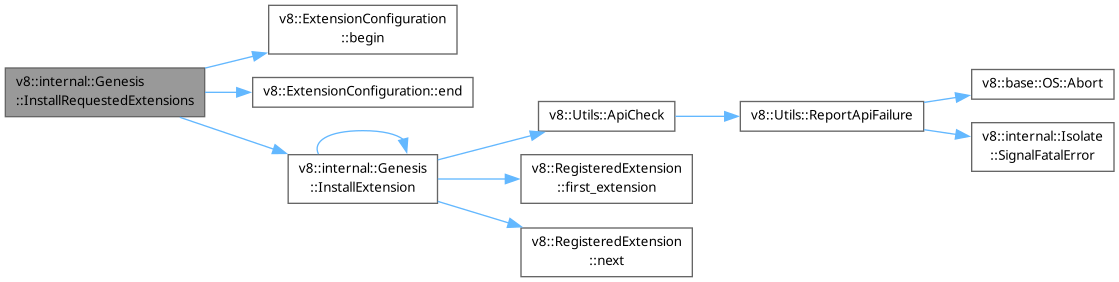 v8::internal::Genesis
::InstallRequestedExtensions
v8::ExtensionConfiguration
::begin
v8::ExtensionConfiguration::end
v8::internal::Genesis
::InstallExtension
v8::Utils::ApiCheck
v8::Utils::ReportApiFailure
v8::base::OS::Abort
v8::internal::Isolate
::SignalFatalError
v8::RegisteredExtension
::first_extension
v8::RegisteredExtension
::next